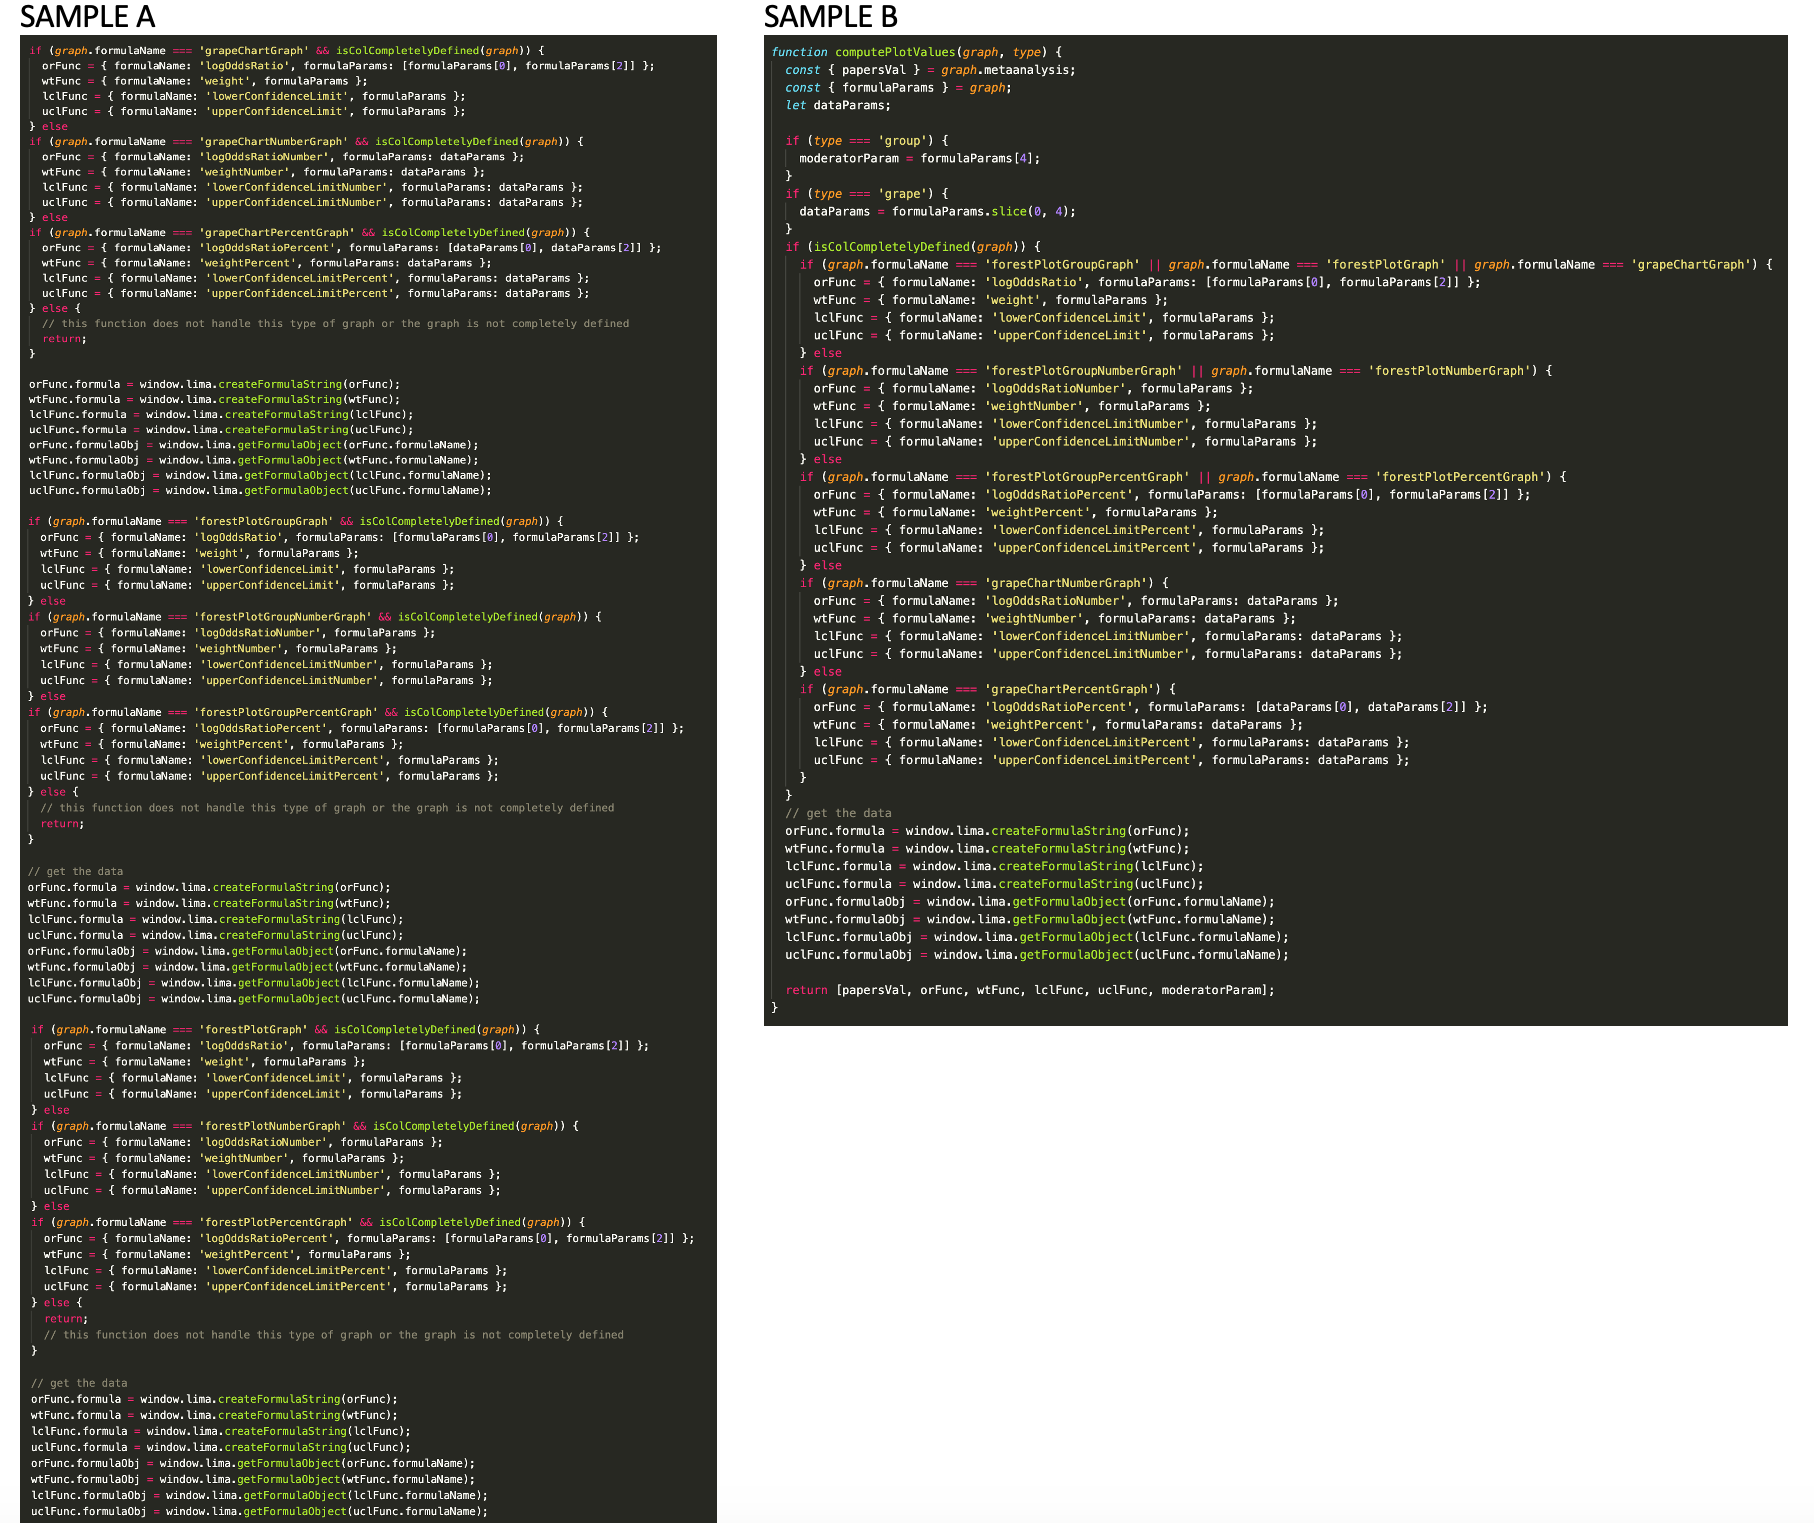 SAMPLE A
if (graph.formulaName === 'grapeChartGraph' && isColCompletelyDefined(graph)) {
orFunc = { formulaName: 'logOddsRatio', formulaParams: [formulaParams[0], formulaParams[2]] };
wtFunc = { formulaName: 'weight', formulaParams };
lclFunc = { formulaName: 'lowerConfidenceLimit', formulaParams };
uclFunc = { formulaName: 'upperConfidenceLimit', formulaParams };
} else
if (graph.formulaName === 'grapeChartNumberGraph' && isColCompletelyDefined(graph)) {
orFunc = { formulaName: 'logOddsRatioNumber', formulaParams: dataParams };
wtFunc = { formulaName: 'weightNumber', formulaParams: dataParams };
lclFunc = { formulaName: 'lowerConfidenceLimitNumber', formulaParams: dataParams };
uclFunc = { formulaName: 'upperConfidenceLimitNumber', formulaParams: dataParams };
} else
if (graph.formulaName === 'grapeChartPercentGraph' && isColCompletelyDefined(graph)) {
orFunc = { formulaName: 'logOddsRatioPercent', formulaParams: [dataParams[0], dataParams[2]] };
wtFunc = { formulaName: 'weightPercent', formulaParams: dataParams };
lclFunc = { formulaName: 'lowerConfidenceLimitPercent', formulaParams: dataParams };
uclFunc = { formulaName: 'upperConfidenceLimitPercent', formulaParams: dataParams };
} else {
// this function does not handle this type of graph or the graph is not completely defined
return;
}
orFunc.formula = window.lima.createFormulaString(orFunc);
wtFunc.formula = window.lima.createFormulaString(wtFunc);
lclFunc.formula = window.lima.createFormulaString(lclFunc);
uclFunc.formula = window.lima.createFormulaString(uclFunc);
orFunc.formulaObj = window.lima.getFormulaObject(orFunc.formulaName);
wtFunc.formulaObj = window.lima.getFormulaObject(wtFunc.formulaName);
lclFunc.formulaObj = window.lima.getFormulaObject(lclFunc.formulaName);
uclFunc.formulaObj = window.lima.getFormulaObject(uclFunc.formulaName);
if (graph.formulaName === 'forestPlotGroupGraph' && isColCompletelyDefined(graph)) {
orFunc = { formulaName: 'logOddsRatio', formulaParams: [formulaParams[0], formulaParams[2]] };
wtFunc = { formulaName: 'weight', formulaParams };
lclFunc = { formulaName: 'lowerConfidenceLimit', formulaParams };
uclFunc = { formulaName: 'upperConfidenceLimit', formulaParams };
} else
if (graph.formulaName === 'forestPlotGroupNumberGraph' && isColCompletelyDefined(graph)) {
orFunc = { formulaName: 'logOddsRatioNumber', formulaParams };
wtFunc = { formulaName: 'weightNumber', formulaParams };
lclFunc = { formulaName: 'lowerConfidenceLimitNumber', formulaParams };
uclFunc = { formulaName: 'upperConfidenceLimitNumber', formulaParams };
} else
if (graph.formulaName === 'forestPlotGroupPercentGraph' && isColCompletelyDefined(graph)) {
orFunc = { formulaName: 'logOddsRatioPercent', formulaParams: [formulaParams[0], formulaParams[2]] };
wtFunc = { formulaName: 'weightPercent', formulaParams };
lclFunc = { formulaName: 'lowerConfidenceLimitPercent', formulaParams };
uclFunc = { formulaName: 'upperConfidenceLimitPercent', formulaParams };
} else {
// this function does not handle this type of graph or the graph is not completely defined
return;
}
// get the data
orFunc.formula = window.lima.createFormulaString(orFunc);
wtFunc.formula = window.lima.createFormulaString(wtFunc);
lclFunc.formula = window.lima.createFormulaString(lclFunc);
uclFunc.formula = window.lima.createFormulaString(uclFunc);
orFunc.formulaObj = window.lima.getFormulaObject(orFunc.formulaName);
wtFunc.formulaObj = window.lima.getFormulaObject(wtFunc.formulaName);
lclFunc.formulaObj = window.lima.getFormulaObject(lclFunc.formulaName);
uclFunc.formulaObj = window.lima.getFormulaObject(uclFunc.formulaName);
if (graph.formulaName === 'forestPlotGraph' && isColCompletelyDefined(graph)) {
orFunc = { formulaName: 'logOddsRatio', formulaParams: [formulaParams[0], formulaParams[2]] };
wtFunc = { formulaName: 'weight', formulaParams };
lclFunc = { formulaName: 'lowerConfidenceLimit', formulaParams };
uclFunc = { formulaName: 'upperConfidenceLimit', formulaParams };
} else
if (graph.formulaName === 'forestPlotNumberGraph' && isColCompletelyDefined(graph)) {
orFunc = { formulaName: 'logOddsRatioNumber', formulaParams };
wtFunc = { formulaName: 'weightNumber', formulaParams };
lclFunc = { formulaName: 'lowerConfidenceLimitNumber', formulaParams };
uclFunc = { formulaName: 'upperConfidenceLimitNumber', formulaParams };
} else
if (graph.formulaName === 'forestPlotPercentGraph' && isColCompletelyDefined(graph)) {
orFunc = { formulaName: 'logOddsRatioPercent', formulaParams: [formulaParams[0], formulaParams[2]] };
wtFunc = { formulaName: 'weightPercent', formulaParams };
lclFunc = { formulaName: 'lowerConfidenceLimitPercent', formulaParams };
uclFunc = { formulaName: 'upperConfidenceLimitPercent', formulaParams };
} else {
return;
// this function does not handle this type of graph or the graph is not completely defined
}
// get the data
orFunc.formula = window.lima.createFormulaString(orFunc);
wtFunc.formula = window.lima.createFormulaString(wtFunc);
lclFunc.formula = window.lima.createFormulaString(lclFunc);
uclFunc.formula = window.lima.createFormulaString(uclFunc);
orFunc.formulaObj = window.lima.getFormulaObject(orFunc.formulaName);
wtFunc.formulaObj = window.lima.getFormulaObject(wtFunc.formulaName);
lclFunc.formulaObj = window.lima.getFormulaObject(lclFunc.formulaName);
uclFunc.formulaObj = window.lima.getFormulaObject(uclFunc.formulaName);
SAMPLE B
function computePlotValues(graph, type) {
const { papersVal } = graph.metaanalysis;
const { formulaParams } = graph;
let dataParams;
if (type === 'group') {
moderatorParam = formulaParams[4];
}
if (type === 'grape') {
dataParams = formulaParams.slice(0, 4);
}
if (isColCompletelyDefined(graph)) {
if (graph.formulaName === 'forestPlotGroupGraph' || graph.formulaName === 'forestPlotGraph' || graph.formulaName === 'grapeChartGraph') {
orFunc = { formulaName: 'logOddsRatio', formulaParams: [formulaParams[0], formulaParams[2]] };
wtFunc = { formulaName: 'weight', formulaParams };
lclFunc = { formulaName: 'lowerConfidenceLimit', formulaParams };
uclFunc = { formulaName: 'upperConfidenceLimit', formulaParams };
} else
if (graph.formulaName === 'forestPlotGroupNumberGraph' || graph.formulaName === 'forestPlotNumberGraph') {
orFunc = { formulaName: 'logOddsRatioNumber', formulaParams };
wtFunc = { formulaName: 'weightNumber', formulaParams };
lclFunc = { formulaName: 'lowerConfidenceLimitNumber', formulaParams };
uclFunc = { formulaName: 'upperConfidenceLimitNumber', formulaParams };
} else
if (graph.formulaName === 'forestPlotGroupPercentGraph' || graph.formulaName === 'forestPlotPercentGraph') {
orFunc = { formulaName: 'logOddsRatioPercent', formulaParams: [formulaParams[0], formulaParams[2]] };
wtFunc = { formulaName: 'weightPercent', formulaParams };
lclFunc = { formulaName: 'lowerConfidenceLimitPercent', formulaParams };
uclFunc = { formulaName: 'upperConfidenceLimitPercent', formulaParams };
} else
if (graph.formulaName === 'grapeChartNumberGraph') {
orFunc = { formulaName: 'logOddsRatioNumber', formulaParams: dataParams };
wtFunc = { formulaName: 'weightNumber', formulaParams: dataParams };
lclFunc = { formulaName: 'lowerConfidenceLimitNumber', formulaParams: dataParams };
uclFunc = { formulaName: 'upperConfidenceLimitNumber', formulaParams: dataParams };
} else
if (graph.formulaName === 'grapeChartPercentGraph') {
orFunc = { formulaName: 'logOddsRatioPercent', formulaParams: [dataParams[0], dataParams[2]] };
wtFunc = { formulaName: 'weightPercent', formulaParams: dataParams };
lclFunc = { formulaName: 'lowerConfidenceLimitPercent', formulaParams: dataParams };
uclFunc = { formulaName: 'upperConfidenceLimitPercent', formulaParams: dataParams };
}
}
// get the data
orFunc.formula = window.lima.createFormulaString(orFunc);
wtFunc.formula = window.lima.createFormulaString(wtFunc);
lclFunc.formula = window.lima.createFormulaString(lclFunc);
uclFunc.formula = window.lima.createFormulaString(uclFunc);
orFunc.formulaObj = window.lima.getFormulaObject(orFunc.formulaName);
wtFunc.formulaObj = window.lima.getFormulaObject(wtFunc.formulaName);
lclFunc.formulaObj = window.lima.getFormulaObject(lclFunc.formulaName);
uclFunc.formulaObj = window.lima.getFormulaObject(uclFunc.formulaName);
return [papersVal, orFunc, wtFunc, lclFunc, uclFunc, moderatorParam];
}